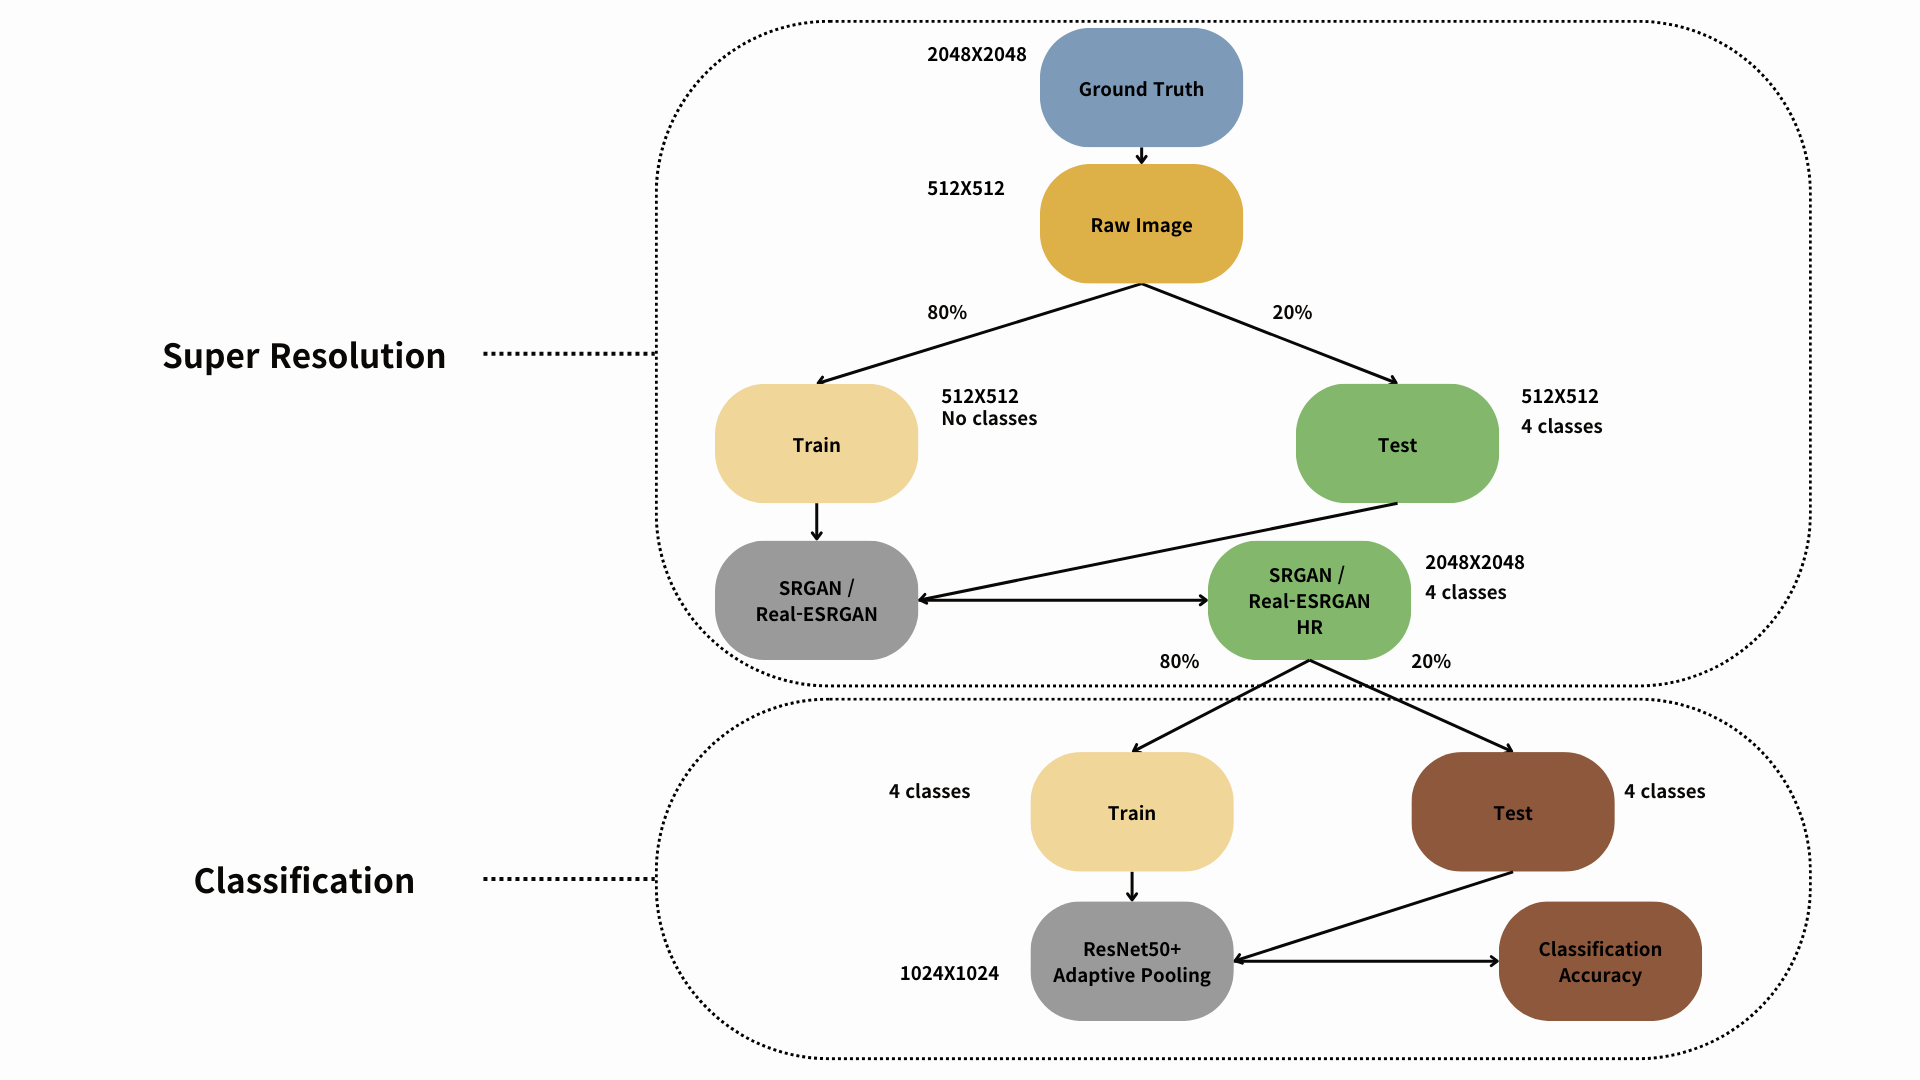 2048X2048
Ground Truth
512X512
Raw Image
80%
20%
Super Resolution
Train
512X512
No classes
Test
512X512
4 classes
SRGAN /
Real-ESRGAN
SRGAN /
Real-ESRGAN
HR
2048X2048
4 classes
80%
20%
Classification
4 classes
Train
Test
4 classes
1024X1024
ResNet50+
Adaptive Pooling
Classification
Accuracy